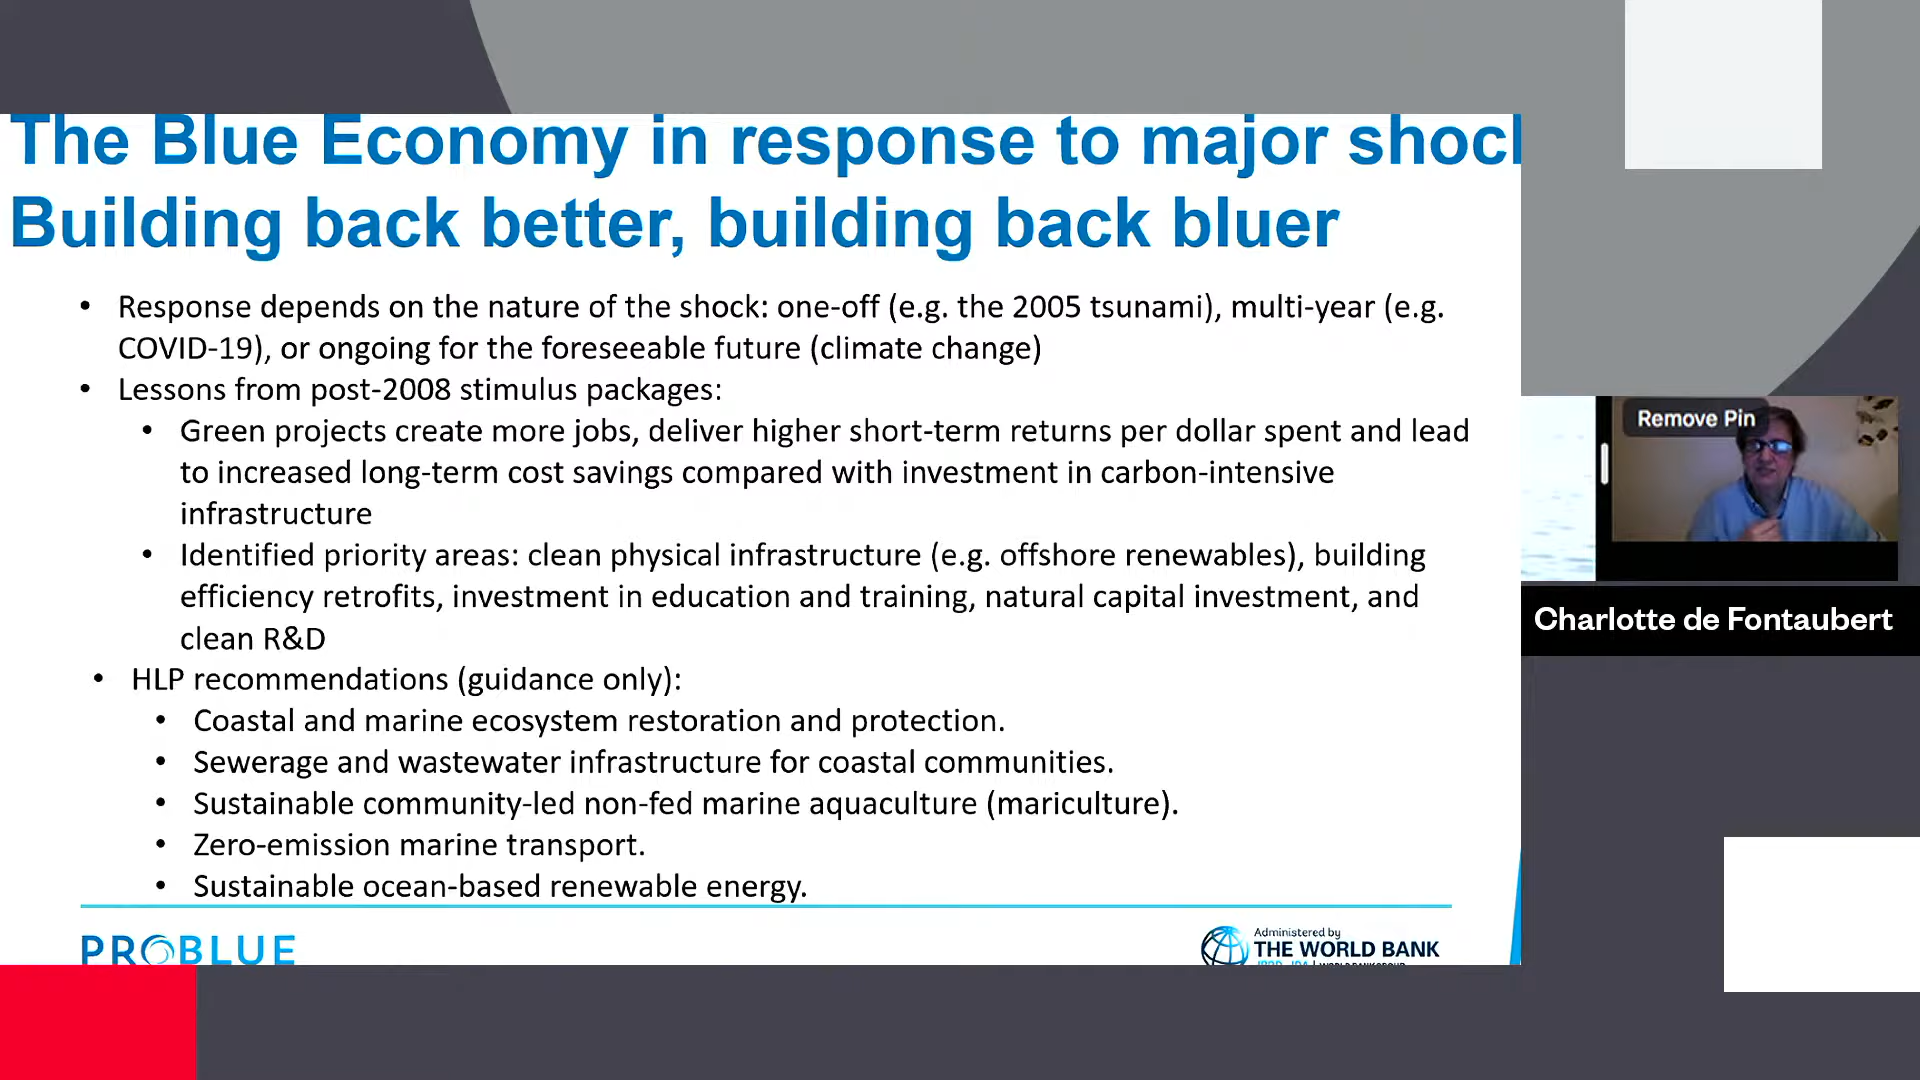 The Blue Economy in response to major shoc
Building back better, building back bluer
• Response depends on the nature of the shock: one-off (e.g. the 2005 tsunami), multi-year (e.g.
COVID-19), or ongoing for the foreseeable future (climate change)
• Lessons from post-2008 stimulus packages:
• Green projects create more jobs, deliver higher short-term returns per dollar spent and lead
to increased long-term cost savings compared with investment in carbon-intensive
infrastructure
• Identified priority areas: clean physical infrastructure (e.g. offshore renewables), building
efficiency retrofits, investment in education and training, natural capital investment, and
clean R&D
• HLP recommendations (guidance only):
• Coastal and marine ecosystem restoration and protection.
• Sewerage and wastewater infrastructure for coastal communities.
• Sustainable community-led non-fed marine aquaculture (mariculture).
• Zero-emission marine transport.
• Sustainable ocean-based renewable energy.
PROBLUE
Administered by
THE WORLD BANK
Remove Pin
Charlotte de Fontaubert